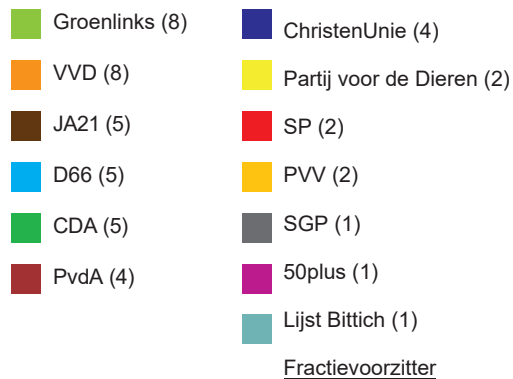 Groenlinks (8)
VVD (8)
JA21 (5)
D66 (5)
CDA (5)
PvdA (4)
ChristenUnie (4)
Partij voor de Dieren (2)
SP (2)
PVV (2)
SGP (1)
50plus (1)
Lijst Bittich (1)
Fractievoorzitter